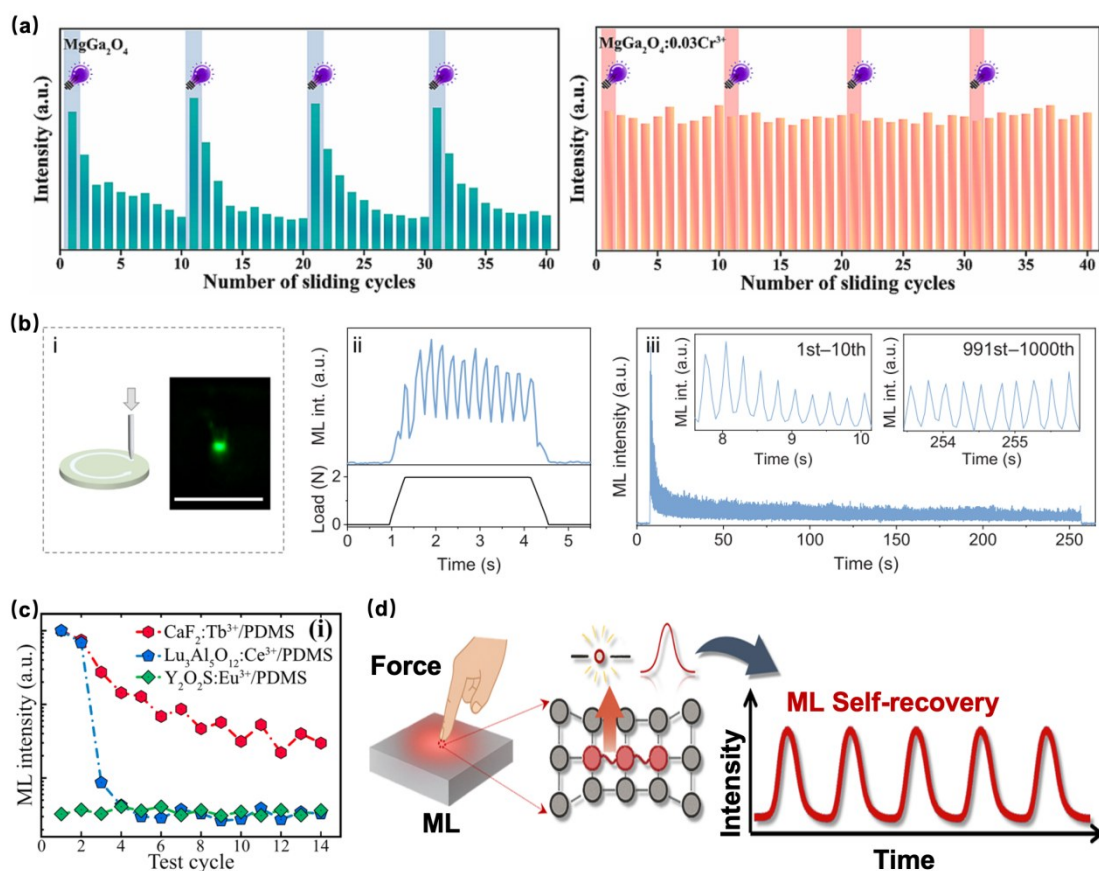 (a)
MgGa₂O₄
Intensity (a.u.)
0 5 10 15 20 25 30 35 40
Number of sliding cycles
MgGa₂O₄:0.03Cr³⁺
Intensity (a.u.)
0 5 10 15 20 25 30 35 40
Number of sliding cycles
(b)
i
ii
ML int. (a.u.)
Load (N)
2
0
0 1 2 3 4 5
Time (s)
iii
ML intensity (a.u.)
0 50 100 150 200 250
Time (s)
1st–10th
ML int. (a.u.)
8 9 10
Time (s)
991st–1000th
ML int. (a.u.)
254 255
Time (s)
(c)
(i)
CaF₂:Tb³⁺/PDMS
Lu₃Al₅O₁₂:Ce³⁺/PDMS
Y₂O₂S:Eu³⁺/PDMS
ML intensity (a.u.)
0 2 4 6 8 10 12 14
Test cycle
(d)
Force
ML
ML Self-recovery
Intensity
Time